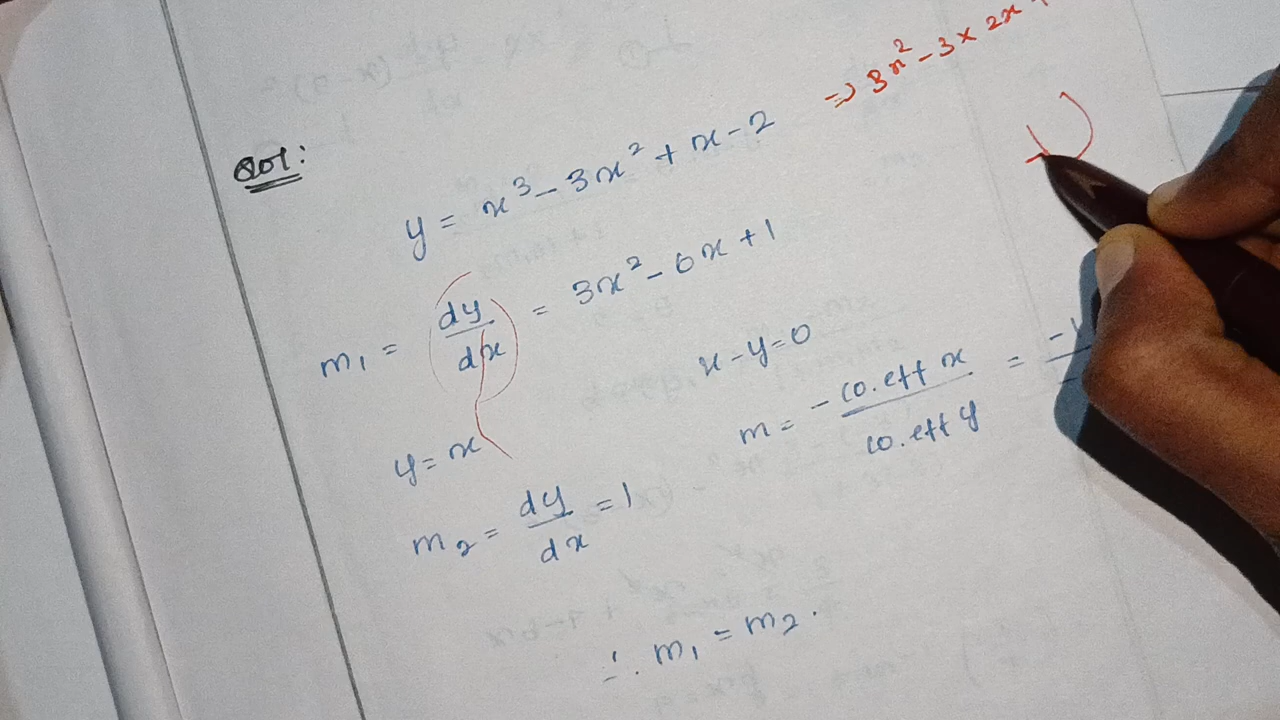 Sol:
y = x³ - 3x² + x - 2
⇒ 3x² - 3 × 2x +
m₁ = dy/dx = 3x² - 6x + 1
x - y = 0
m = - co.eff x / co.eff y = -1
y = x
m₂ = dy/dx = 1
∴ m₁ = m₂.